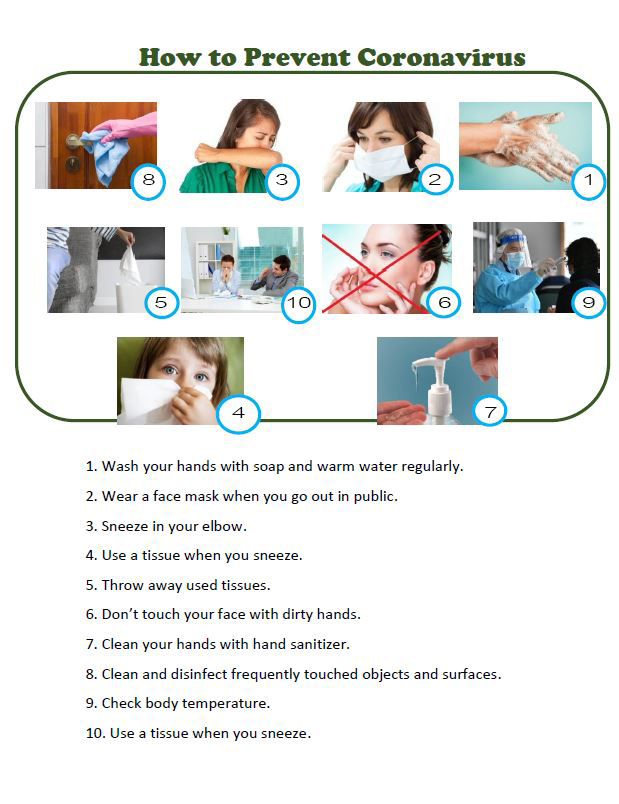 How to Prevent Coronavirus
8
3
2
1
5
10
6
9
4
7
1. Wash your hands with soap and warm water regularly.
2. Wear a face mask when you go out in public.
3. Sneeze in your elbow.
4. Use a tissue when you sneeze.
5. Throw away used tissues.
6. Don’t touch your face with dirty hands.
7. Clean your hands with hand sanitizer.
8. Clean and disinfect frequently touched objects and surfaces.
9. Check body temperature.
10. Use a tissue when you sneeze.